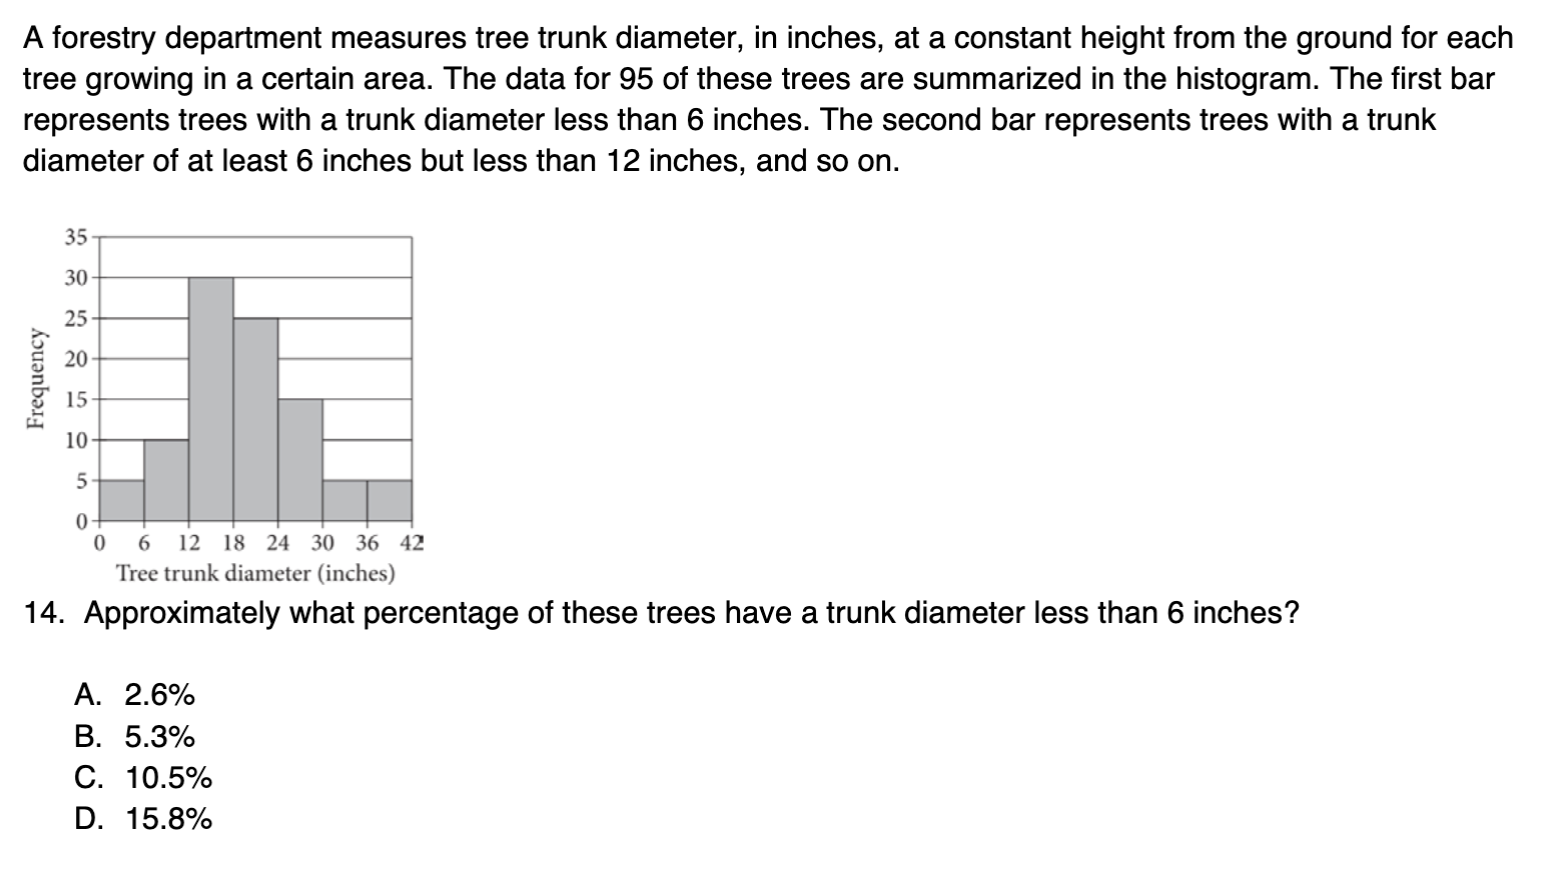 A forestry department measures tree trunk diameter, in inches, at a constant height from the ground for each
tree growing in a certain area. The data for 95 of these trees are summarized in the histogram. The first bar
represents trees with a trunk diameter less than 6 inches. The second bar represents trees with a trunk
diameter of at least 6 inches but less than 12 inches, and so on.
Frequency
35
30
25
20
15
10
5
0
0 6 12 18 24 30 36 42
Tree trunk diameter (inches)
14. Approximately what percentage of these trees have a trunk diameter less than 6 inches?
A. 2.6%
B. 5.3%
C. 10.5%
D. 15.8%